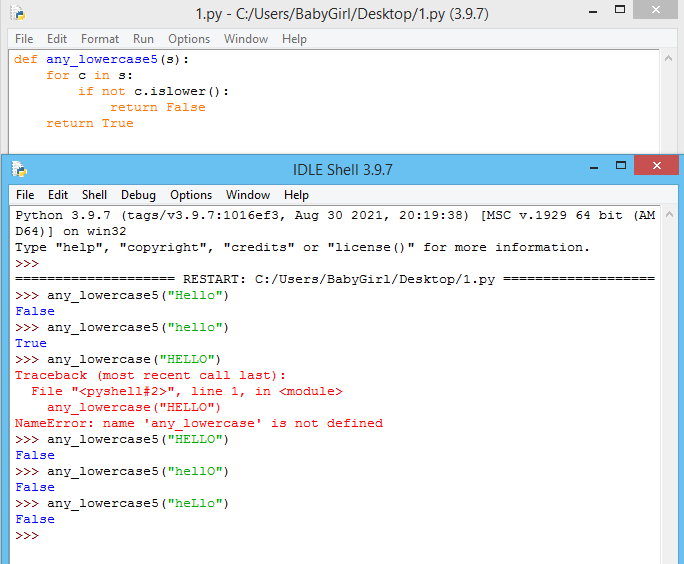 1.py - C:/Users/BabyGirl/Desktop/1.py (3.9.7)
File Edit Format Run Options Window Help
def any_lowercase5(s):
    for c in s:
        if not c.islower():
            return False
    return True
IDLE Shell 3.9.7
File Edit Shell Debug Options Window Help
Python 3.9.7 (tags/v3.9.7:1016ef3, Aug 30 2021, 20:19:38) [MSC v.1929 64 bit (AM
D64)] on win32
Type "help", "copyright", "credits" or "license()" for more information.
>>>
==================== RESTART: C:/Users/BabyGirl/Desktop/1.py ===================
>>> any_lowercase5("Hello")
False
>>> any_lowercase5("hello")
True
>>> any_lowercase("HELLO")
Traceback (most recent call last):
  File "<pyshell#2>", line 1, in <module>
    any_lowercase("HELLO")
NameError: name 'any_lowercase' is not defined
>>> any_lowercase5("HELLO")
False
>>> any_lowercase5("hellO")
False
>>> any_lowercase5("heLlo")
False
>>>